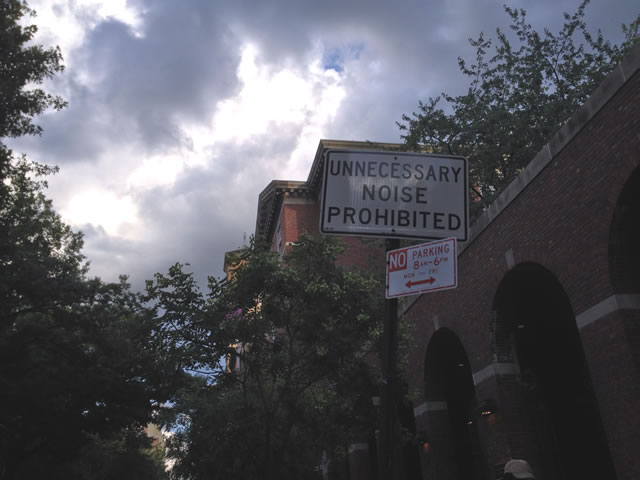 UNNECESSARY
NOISE
PROHIBITED
NO PARKING
8AM-6PM
MON - FRI